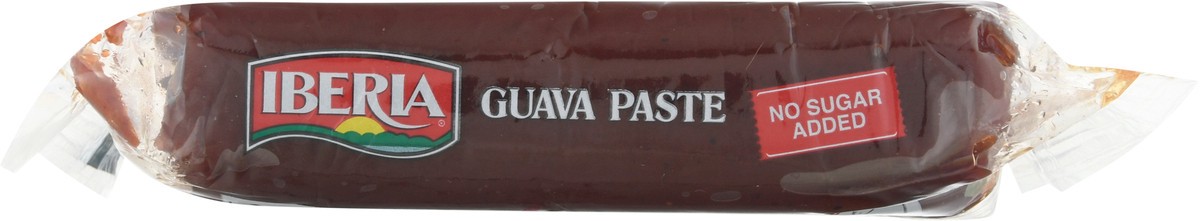 IBERIA®
GUAVA PASTE
NO SUGAR
ADDED